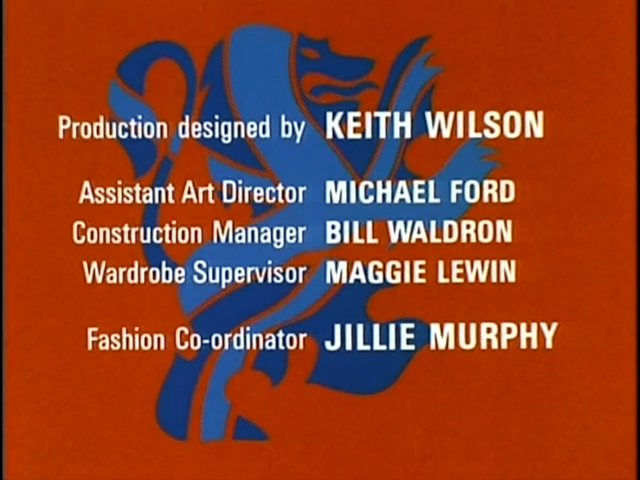 Production designed by KEITH WILSON
Assistant Art Director MICHAEL FORD
Construction Manager BILL WALDRON
Wardrobe Supervisor MAGGIE LEWIN
Fashion Co-ordinator JILLIE MURPHY